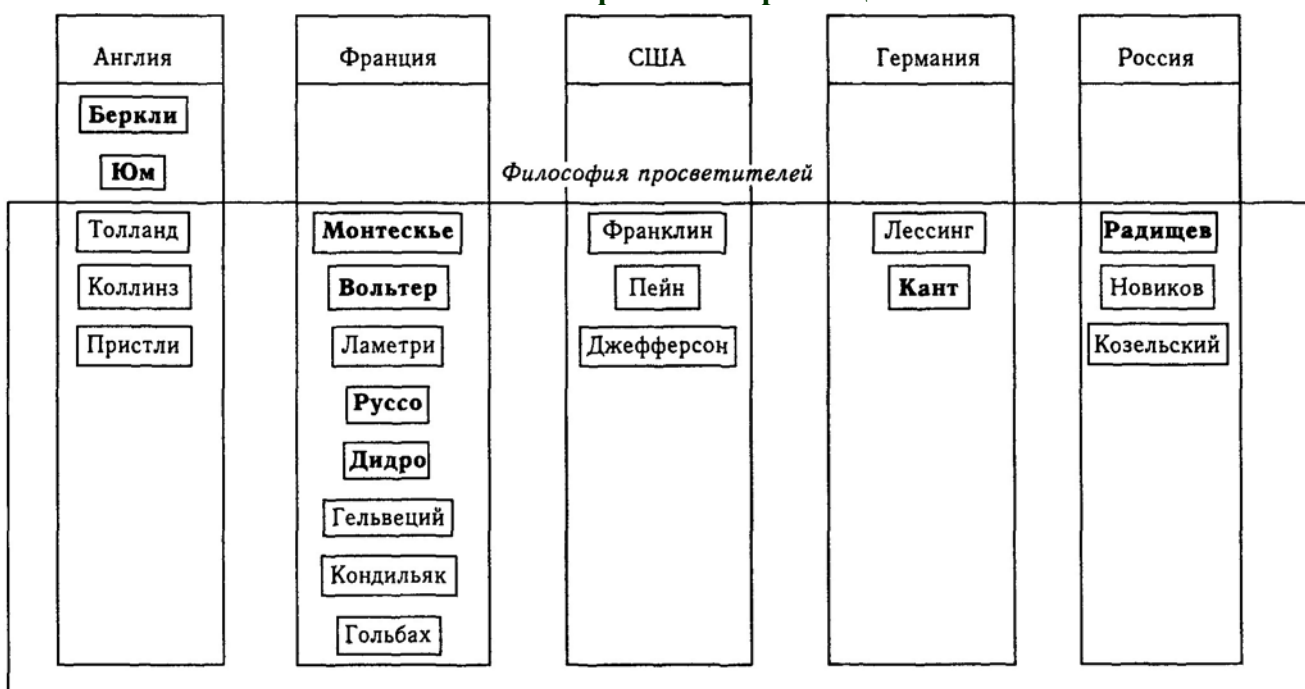 Англия
Франция
США
Германия
Россия
Беркли
Юм
Философия просветителей
Толланд
Монтескье
Франклин
Лессинг
Радищев
Коллинз
Вольтер
Пейн
Кант
Новиков
Пристли
Ламетри
Джефферсон
Козельский
Руссо
Дидро
Гельвеций
Кондильяк
Гольбах